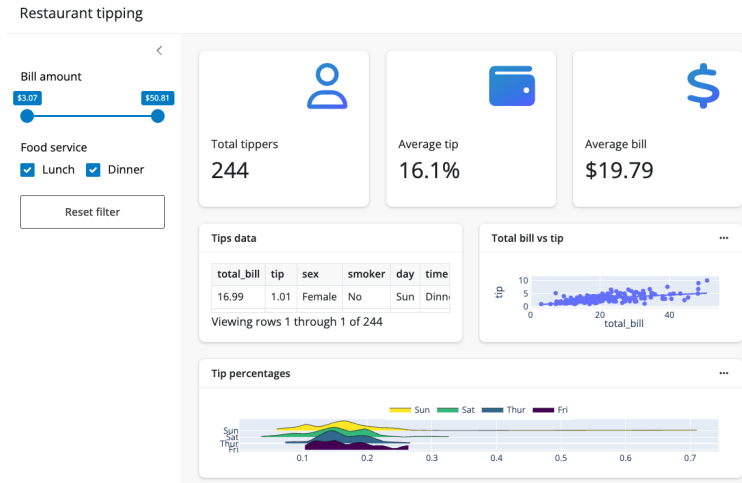 Restaurant tipping
Bill amount
$3.07 $50.81
Food service
Lunch Dinner
Reset filter
Total tippers
244
Average tip
16.1%
Average bill
$19.79
Tips data
total_bill tip sex smoker day time
16.99 1.01 Female No Sun Dinn
Viewing rows 1 through 1 of 244
Total bill vs tip
tip
10
5
0
0 20 40
total_bill
Tip percentages
Sun Sat Thur Fri
Sun
Sat
Thur
Fri
0.1 0.2 0.3 0.4 0.5 0.6 0.7